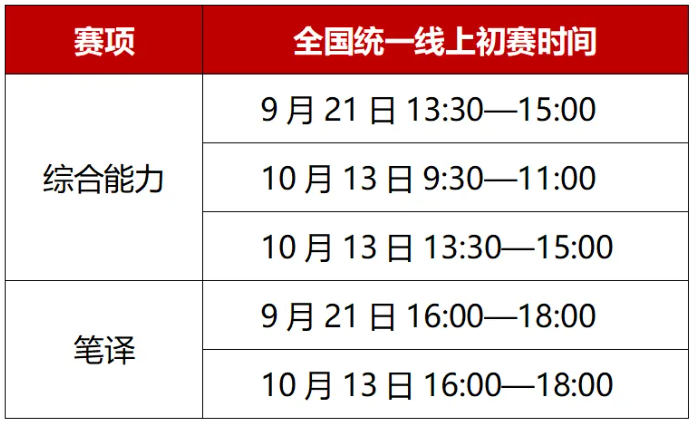 赛项 全国统一线上初赛时间
9月21日 13:30—15:00
综合能力 10月13日 9:30—11:00
10月13日 13:30—15:00
笔译 9月21日 16:00—18:00
10月13日 16:00—18:00